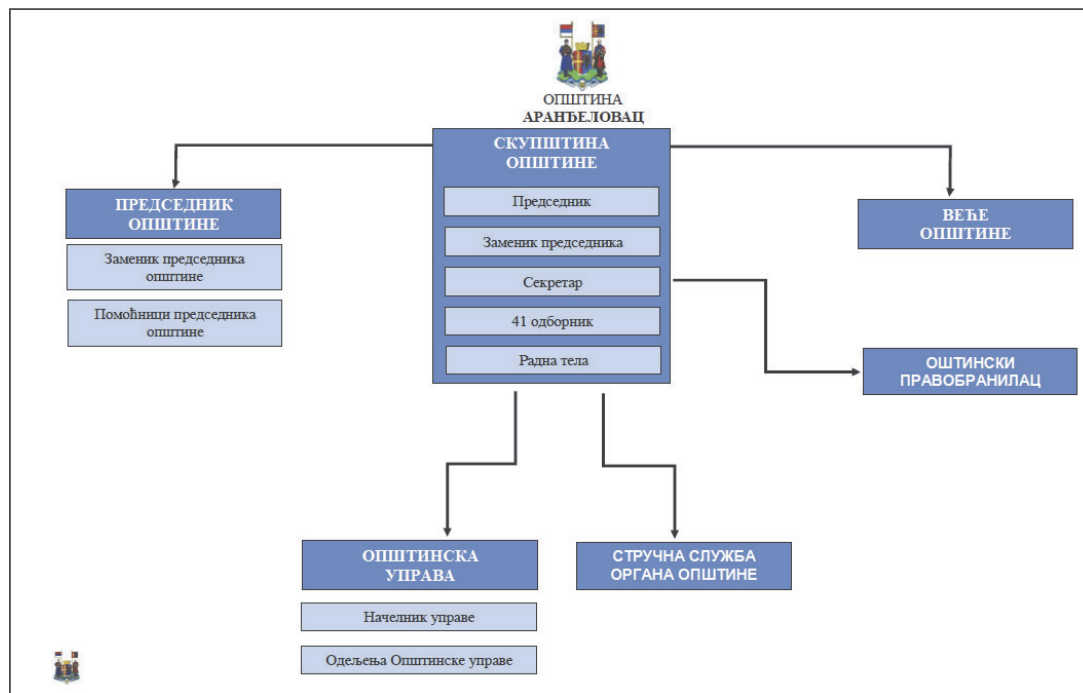 ОПШТИНА
АРАНЂЕЛОВАЦ
СКУПШТИНА
ОПШТИНЕ
Председник
Заменик председника
Секретар
41 одборник
Радна тела
ПРЕДСЕДНИК
ОПШТИНЕ
Заменик председника
општине
Помоћници председника
општине
ВЕЋЕ
ОПШТИНЕ
ОШТИНСКИ
ПРАВОБРАНИЛАЦ
ОПШТИНСКА
УПРАВА
Начелник управе
Одељења Општинске управе
СТРУЧНА СЛУЖБА
ОРГАНА ОПШТИНЕ